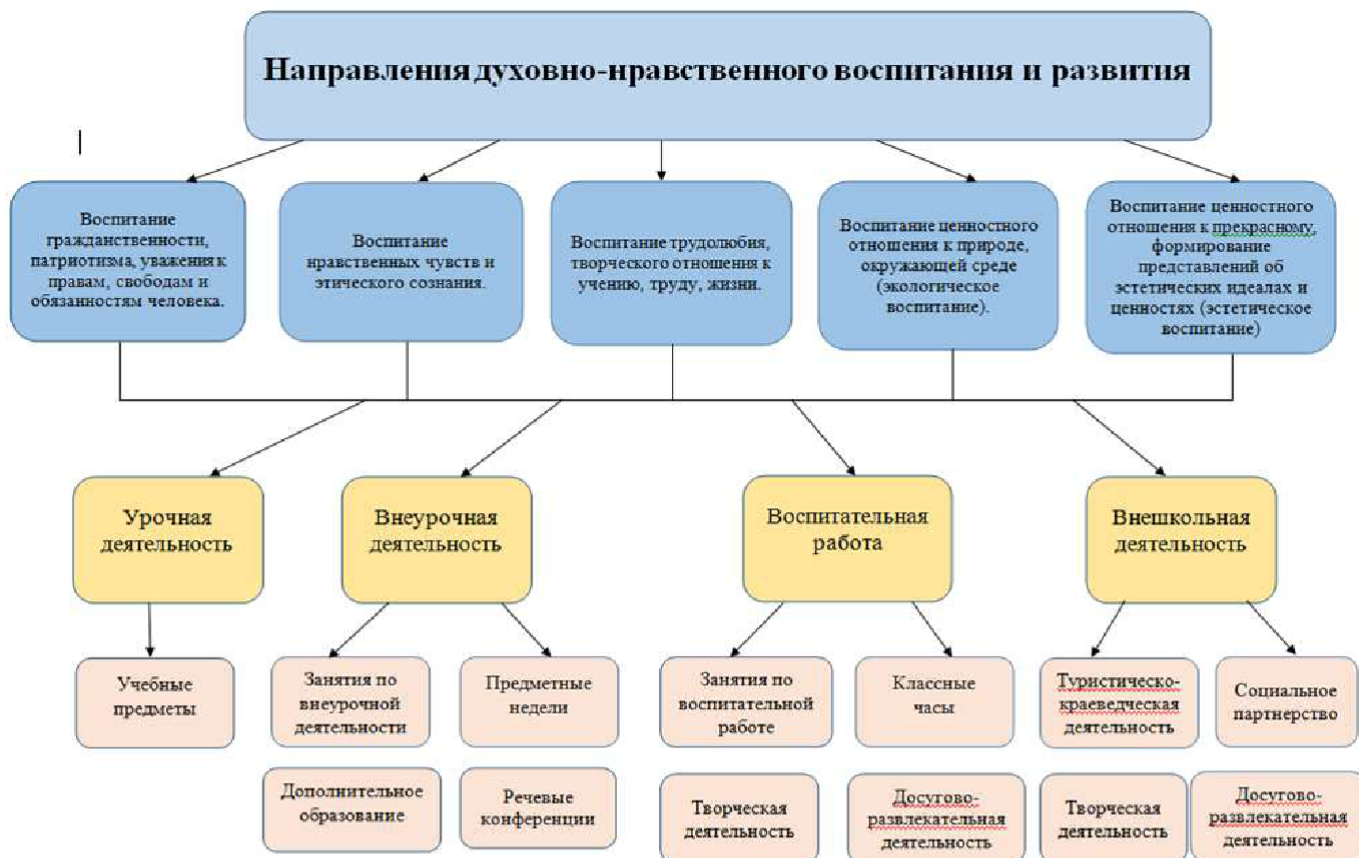 Направления духовно-нравственного воспитания и развития
Воспитание
гражданственности,
патриотизма, уважения к
правам, свободам и
обязанностям человека.
Воспитание
нравственных чувств и
этического сознания.
Воспитание трудолюбия,
творческого отношения к
учению, труду, жизни.
Воспитание ценностного
отношения к природе,
окружающей среде
(экологическое
воспитание).
Воспитание ценностного
отношения к прекрасному,
формирование
представлений об
эстетических идеалах и
ценностях (эстетическое
воспитание)
Урочная
деятельность
Внеурочная
деятельность
Воспитательная
работа
Внешкольная
деятельность
Учебные
предметы
Занятия по
внеурочной
деятельности
Предметные
недели
Занятия по
воспитательной
работе
Классные
часы
Туристическо-
краеведческая
деятельность
Социальное
партнерство
Дополнительное
образование
Речевые
конференции
Творческая
деятельность
Досугово-
развлекательная
деятельность
Творческая
деятельность
Досугово-
развлекательная
деятельность